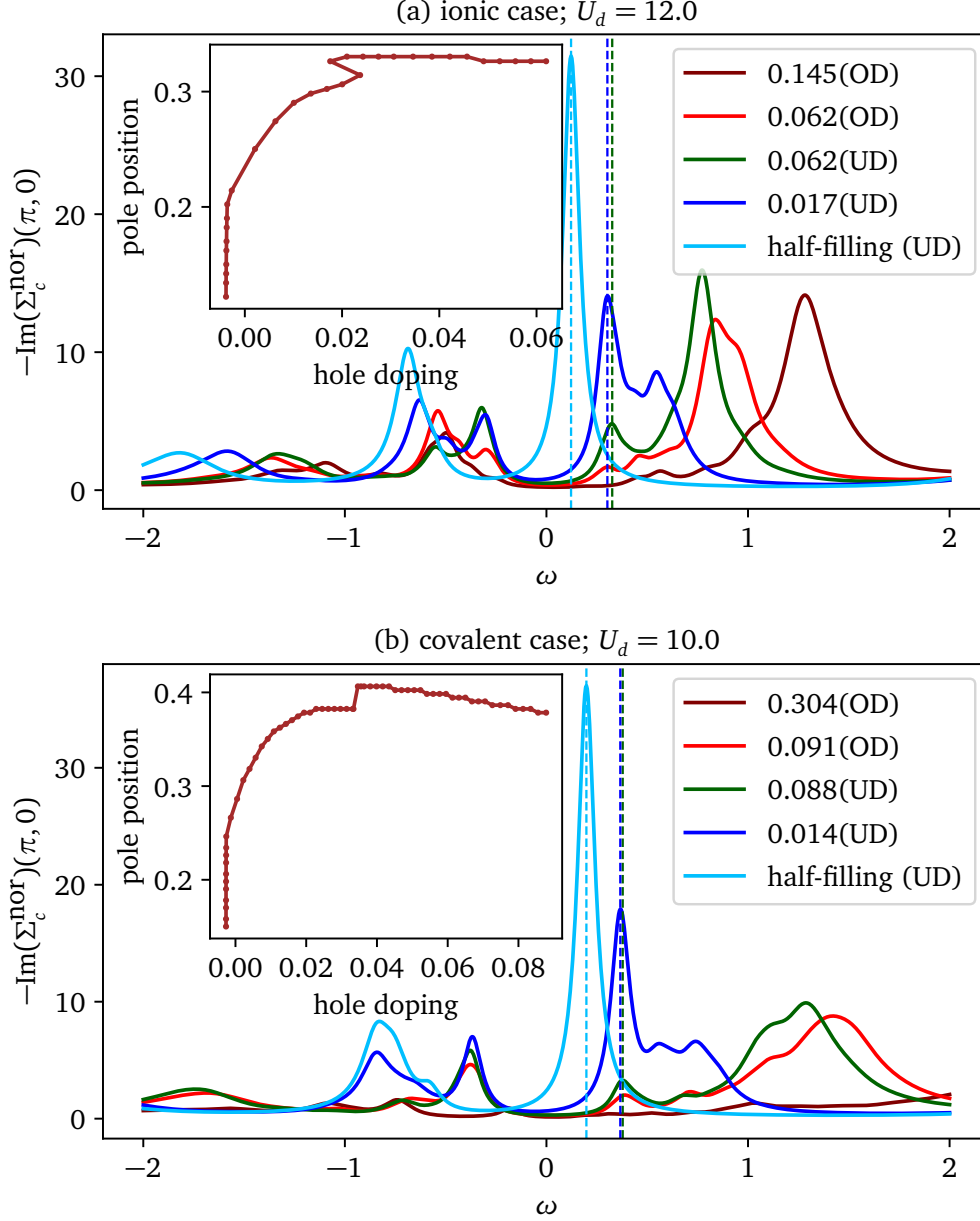 (a) ionic case; U_d = 12.0
−Im(Σ_c^nor)(π, 0)
30
20
10
0
−2
−1
0
1
2
ω
pole position
0.3
0.2
0.00
0.02
0.04
0.06
hole doping
0.145(OD)
0.062(OD)
0.062(UD)
0.017(UD)
half-filling (UD)
(b) covalent case; U_d = 10.0
−Im(Σ_c^nor)(π, 0)
30
20
10
0
−2
−1
0
1
2
ω
pole position
0.4
0.3
0.2
0.00
0.02
0.04
0.06
0.08
hole doping
0.304(OD)
0.091(OD)
0.088(UD)
0.014(UD)
half-filling (UD)